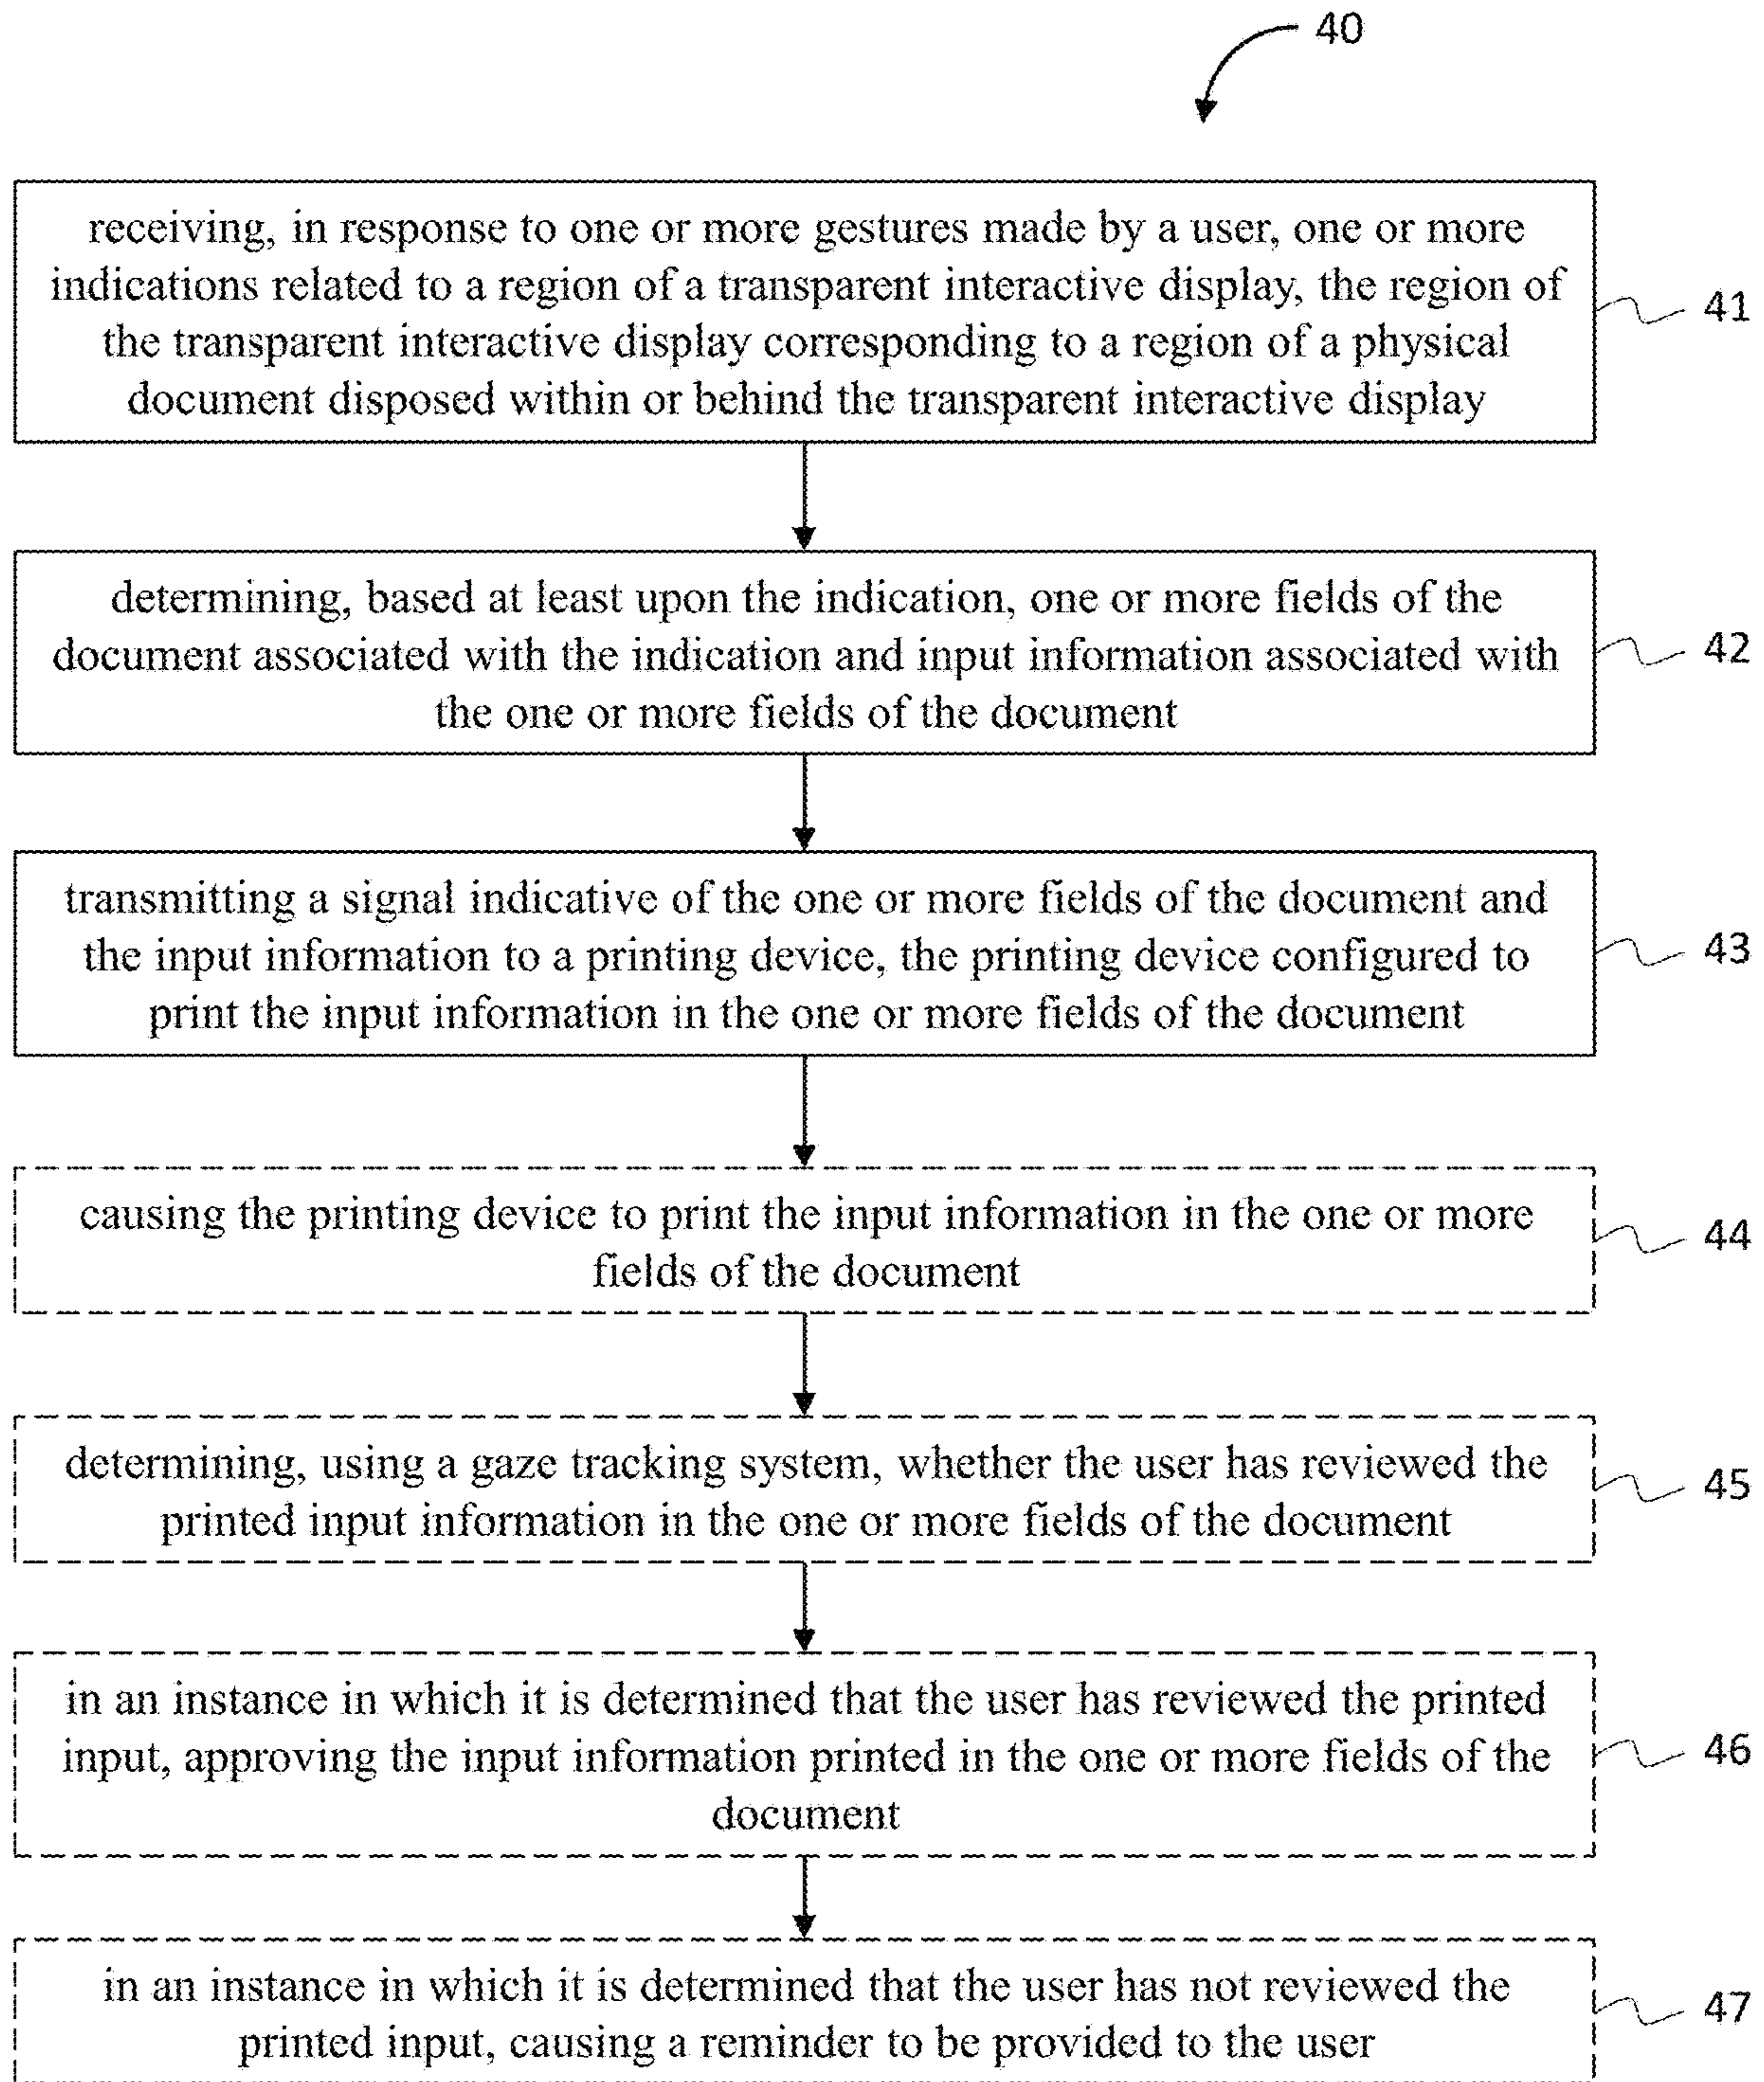 40
receiving, in response to one or more gestures made by a user, one or more
indications related to a region of a transparent interactive display, the region of
the transparent interactive display corresponding to a region of a physical
document disposed within or behind the transparent interactive display
41
determining, based at least upon the indication, one or more fields of the
document associated with the indication and input information associated with
the one or more fields of the document
42
transmitting a signal indicative of the one or more fields of the document and
the input information to a printing device, the printing device configured to
print the input information in the one or more fields of the document
43
causing the printing device to print the input information in the one or more
fields of the document
44
determining, using a gaze tracking system, whether the user has reviewed the
printed input information in the one or more fields of the document
45
in an instance in which it is determined that the user has reviewed the printed
input, approving the input information printed in the one or more fields of the
document
46
in an instance in which it is determined that the user has not reviewed the
printed input, causing a reminder to be provided to the user
47